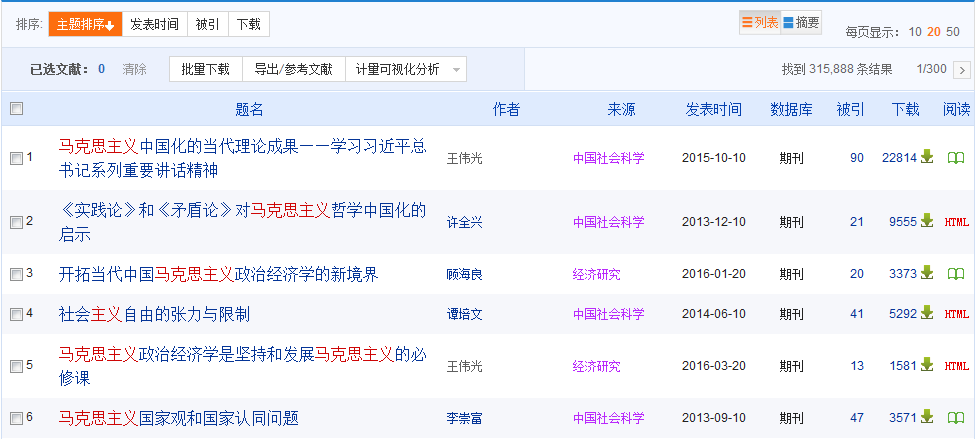 排序: 主题排序 发表时间 被引 下载 列表 摘要 每页显示: 10 20 50
已选文献: 0 清除 批量下载 导出/参考文献 计量可视化分析 找到 315,888 条结果 1/300
题名 作者 来源 发表时间 数据库 被引 下载 阅读
1 马克思主义中国化的当代理论成果——学习习近平总 王伟光 中国社会科学 2015-10-10 期刊 90 22814
书记系列重要讲话精神
2 《实践论》和《矛盾论》对马克思主义哲学中国化的 许全兴 中国社会科学 2013-12-10 期刊 21 9555 HTML
启示
3 开拓当代中国马克思主义政治经济学的新境界 顾海良 经济研究 2016-01-20 期刊 20 3373
4 社会主义自由的张力与限制 谭培文 中国社会科学 2014-06-10 期刊 41 5292 HTML
5 马克思主义政治经济学是坚持和发展马克思主义的必 王伟光 经济研究 2016-03-20 期刊 13 1581 HTML
修课
6 马克思主义国家观和国家认同问题 李崇富 中国社会科学 2013-09-10 期刊 47 3571